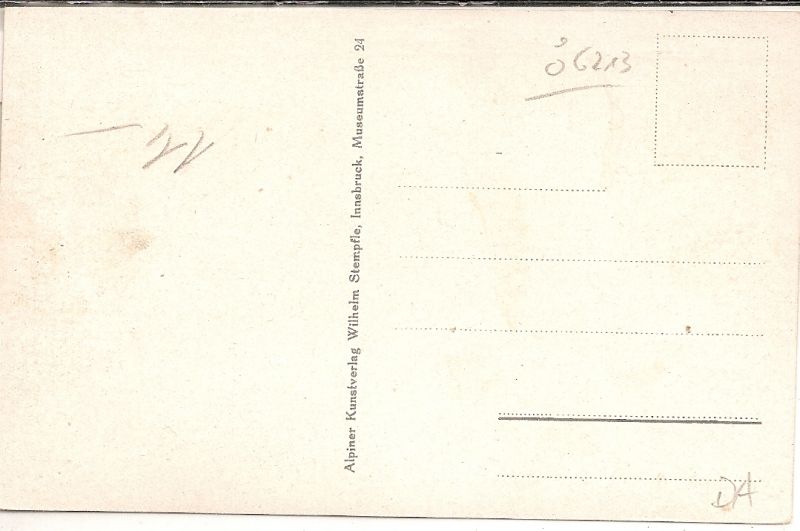 Alpiner Kunstverlag Wilhelm Stempfle, Innsbruck, Museumstraße 24
Ö6213